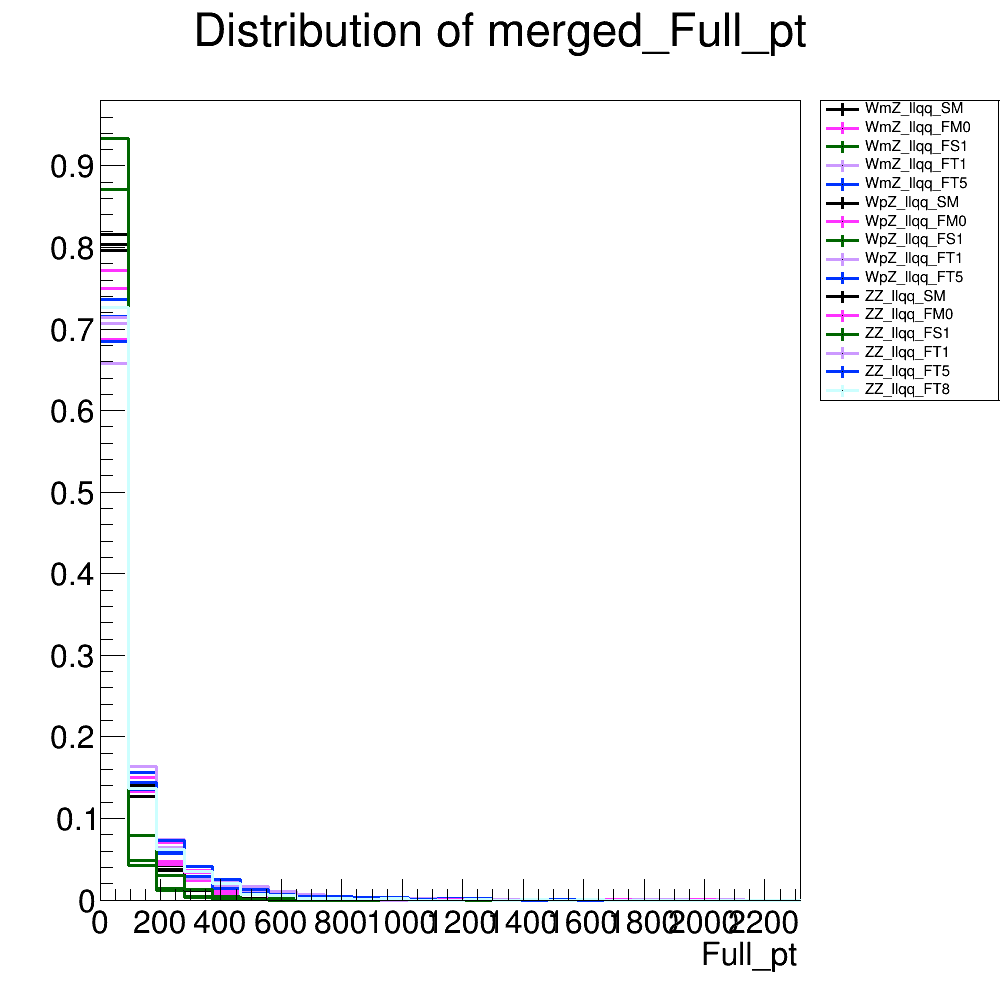 Distribution of merged_Full_pt
WmZ_llqq_SM
WmZ_llqq_FM0
WmZ_llqq_FS1
WmZ_llqq_FT1
WmZ_llqq_FT5
WpZ_llqq_SM
WpZ_llqq_FM0
WpZ_llqq_FS1
WpZ_llqq_FT1
WpZ_llqq_FT5
ZZ_llqq_SM
ZZ_llqq_FM0
ZZ_llqq_FS1
ZZ_llqq_FT1
ZZ_llqq_FT5
ZZ_llqq_FT8
0.9
0.8
0.7
0.6
0.5
0.4
0.3
0.2
0.1
0
0 200 400 600 800 1000 1200 1400 1600 1800 2000 2200
Full_pt